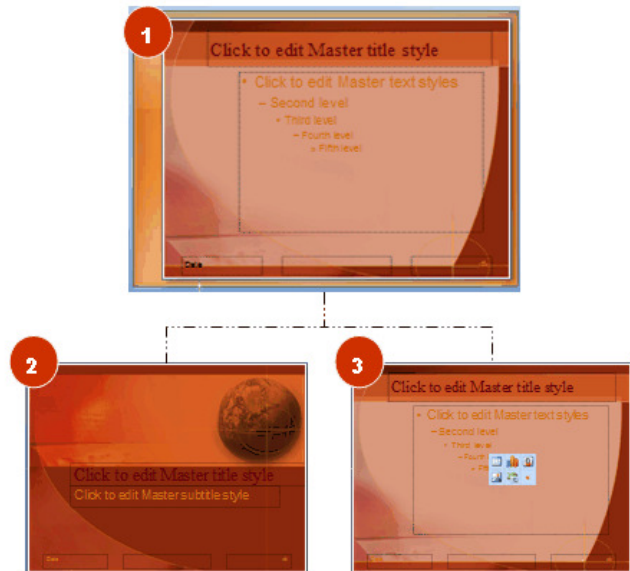 1
Click to edit Master title style
• Click to edit Master text styles
– Second level
• Third level
– Fourth level
Fifth level
Date
2
Click to edit Master title style
Click to edit Master subtitle style
Date
3
Click to edit Master title style
• Click to edit Master text styles
– Second level
• Third level